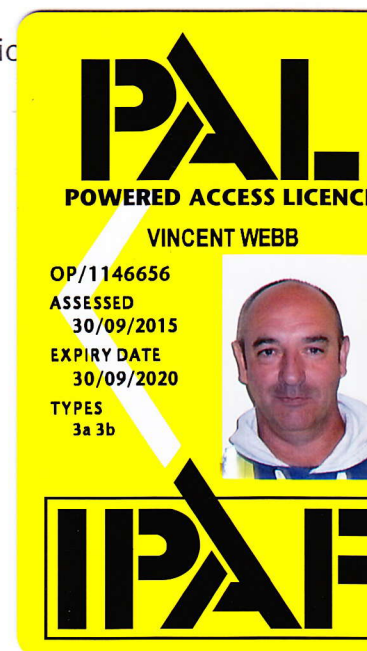 ic
PAL
POWERED ACCESS LICENC
VINCENT WEBB
OP/1146656
ASSESSED
30/09/2015
EXPIRY DATE
30/09/2020
TYPES
3a 3b
IPAF